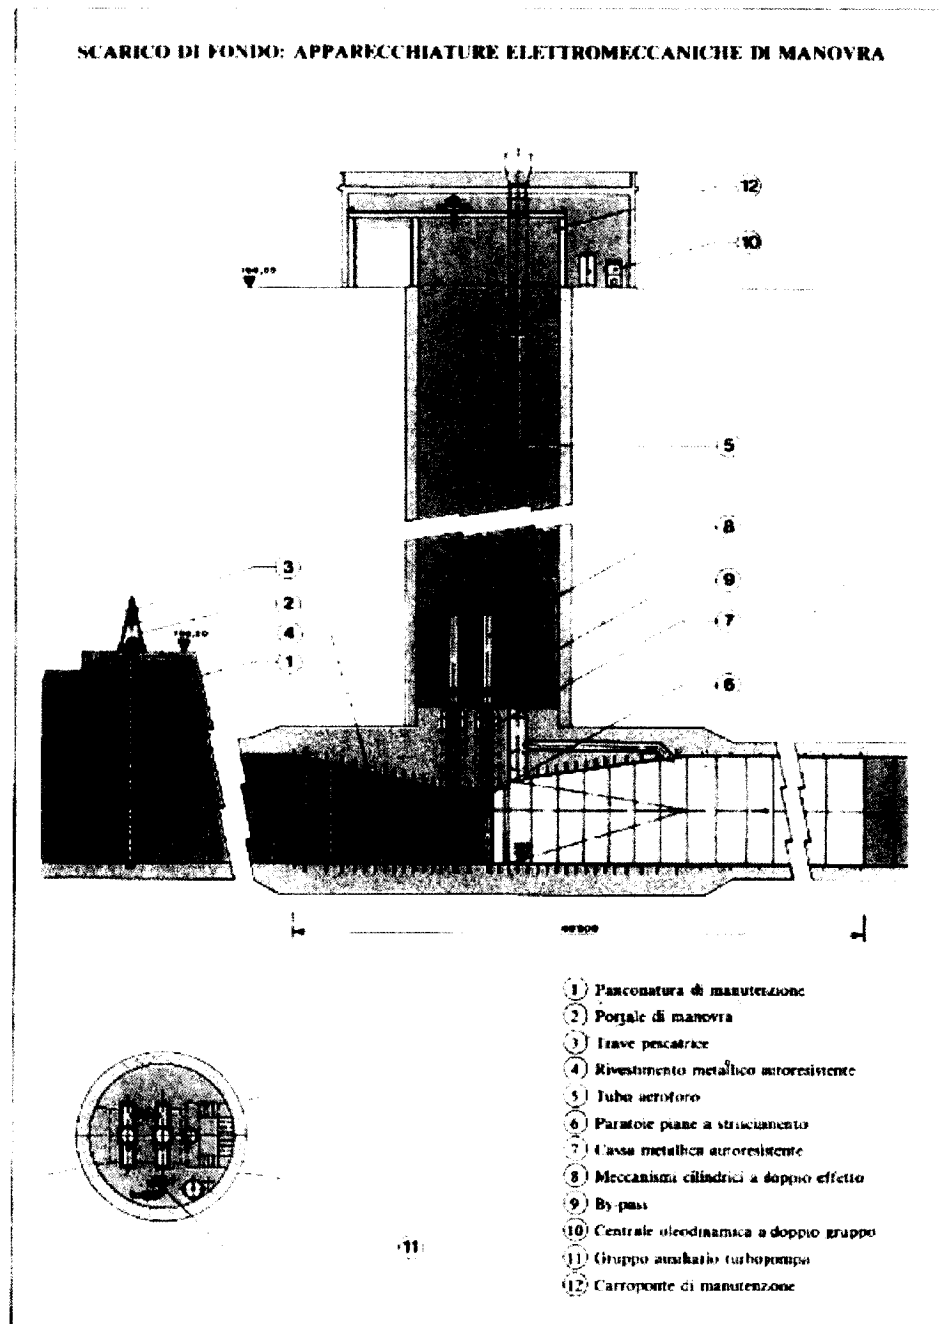 SCARICO DI FONDO: APPARECCHIATURE ELETTROMECCANICHE DI MANOVRA
12
10
5
8
9
7
6
3
2
4
1
11
1 Panconatura di manutenzione
2 Portale di manovra
3 Trave pescatrice
4 Rivestimento metallico autoresistente
5 Tubo aeroforo
6 Paratoie piane a strisciamento
7 Cassa metallica autoresistente
8 Meccanismi cilindrici a doppio effetto
9 By-pass
10 Centrale oleodinamica a doppio gruppo
11 Gruppo ausiliario turbopompa
12 Carroponte di manutenzione